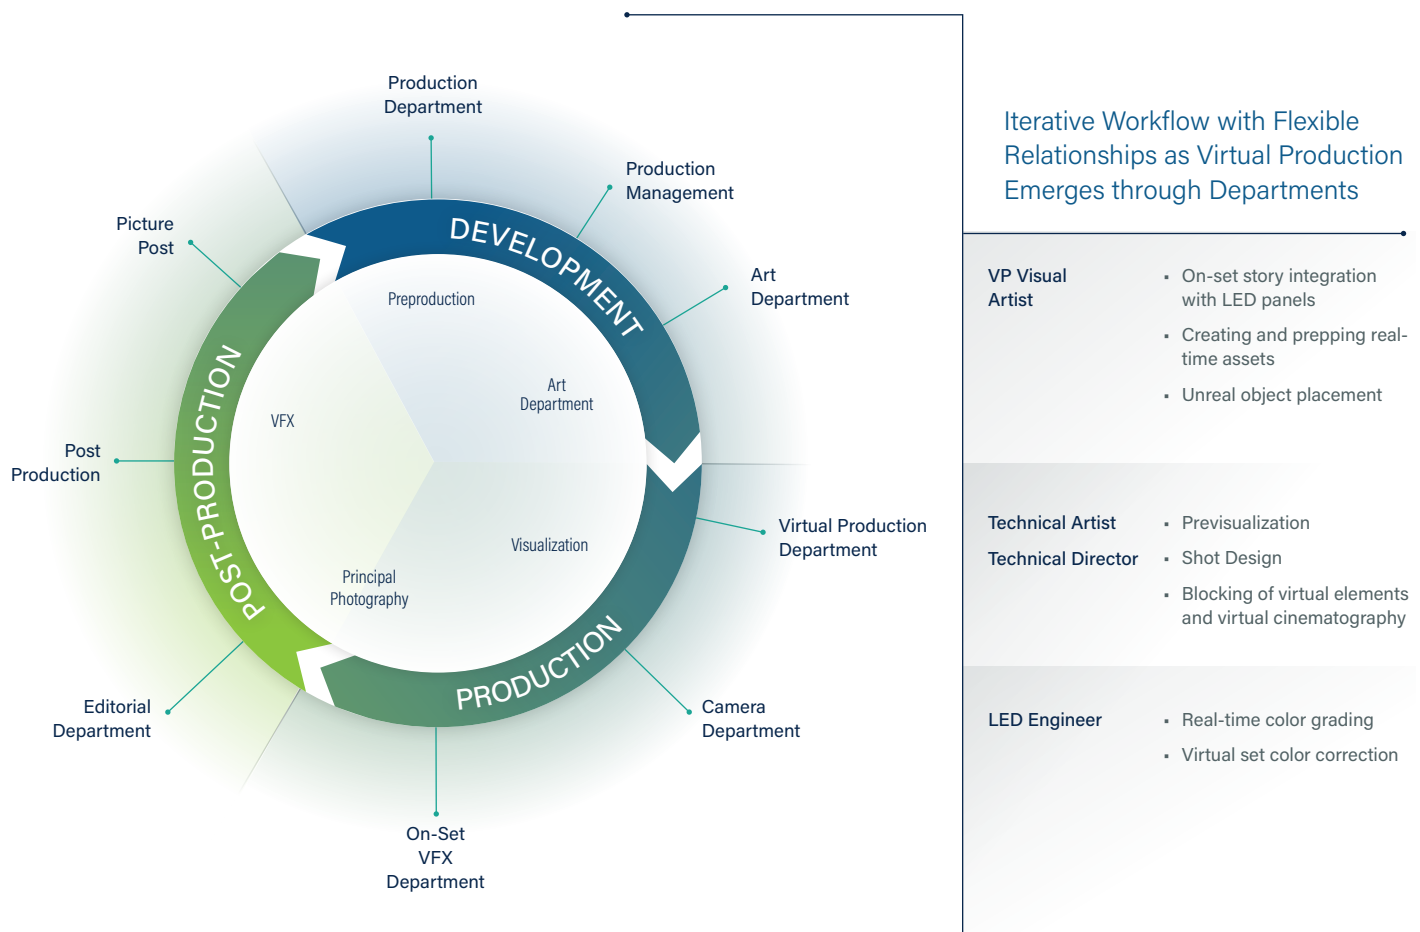 Production
Department
Production
Management
Art
Department
Picture
Post
DEVELOPMENT
Preproduction
Art
Department
VFX
POST-PRODUCTION
Post
Production
Virtual Production
Department
Visualization
Principal
Photography
PRODUCTION
Editorial
Department
Camera
Department
On-Set
VFX
Department
Iterative Workflow with Flexible
Relationships as Virtual Production
Emerges through Departments
VP Visual
Artist
▪ On-set story integration
with LED panels
▪ Creating and prepping real-
time assets
▪ Unreal object placement
Technical Artist
Technical Director
▪ Previsualization
▪ Shot Design
▪ Blocking of virtual elements
and virtual cinematography
LED Engineer
▪ Real-time color grading
▪ Virtual set color correction